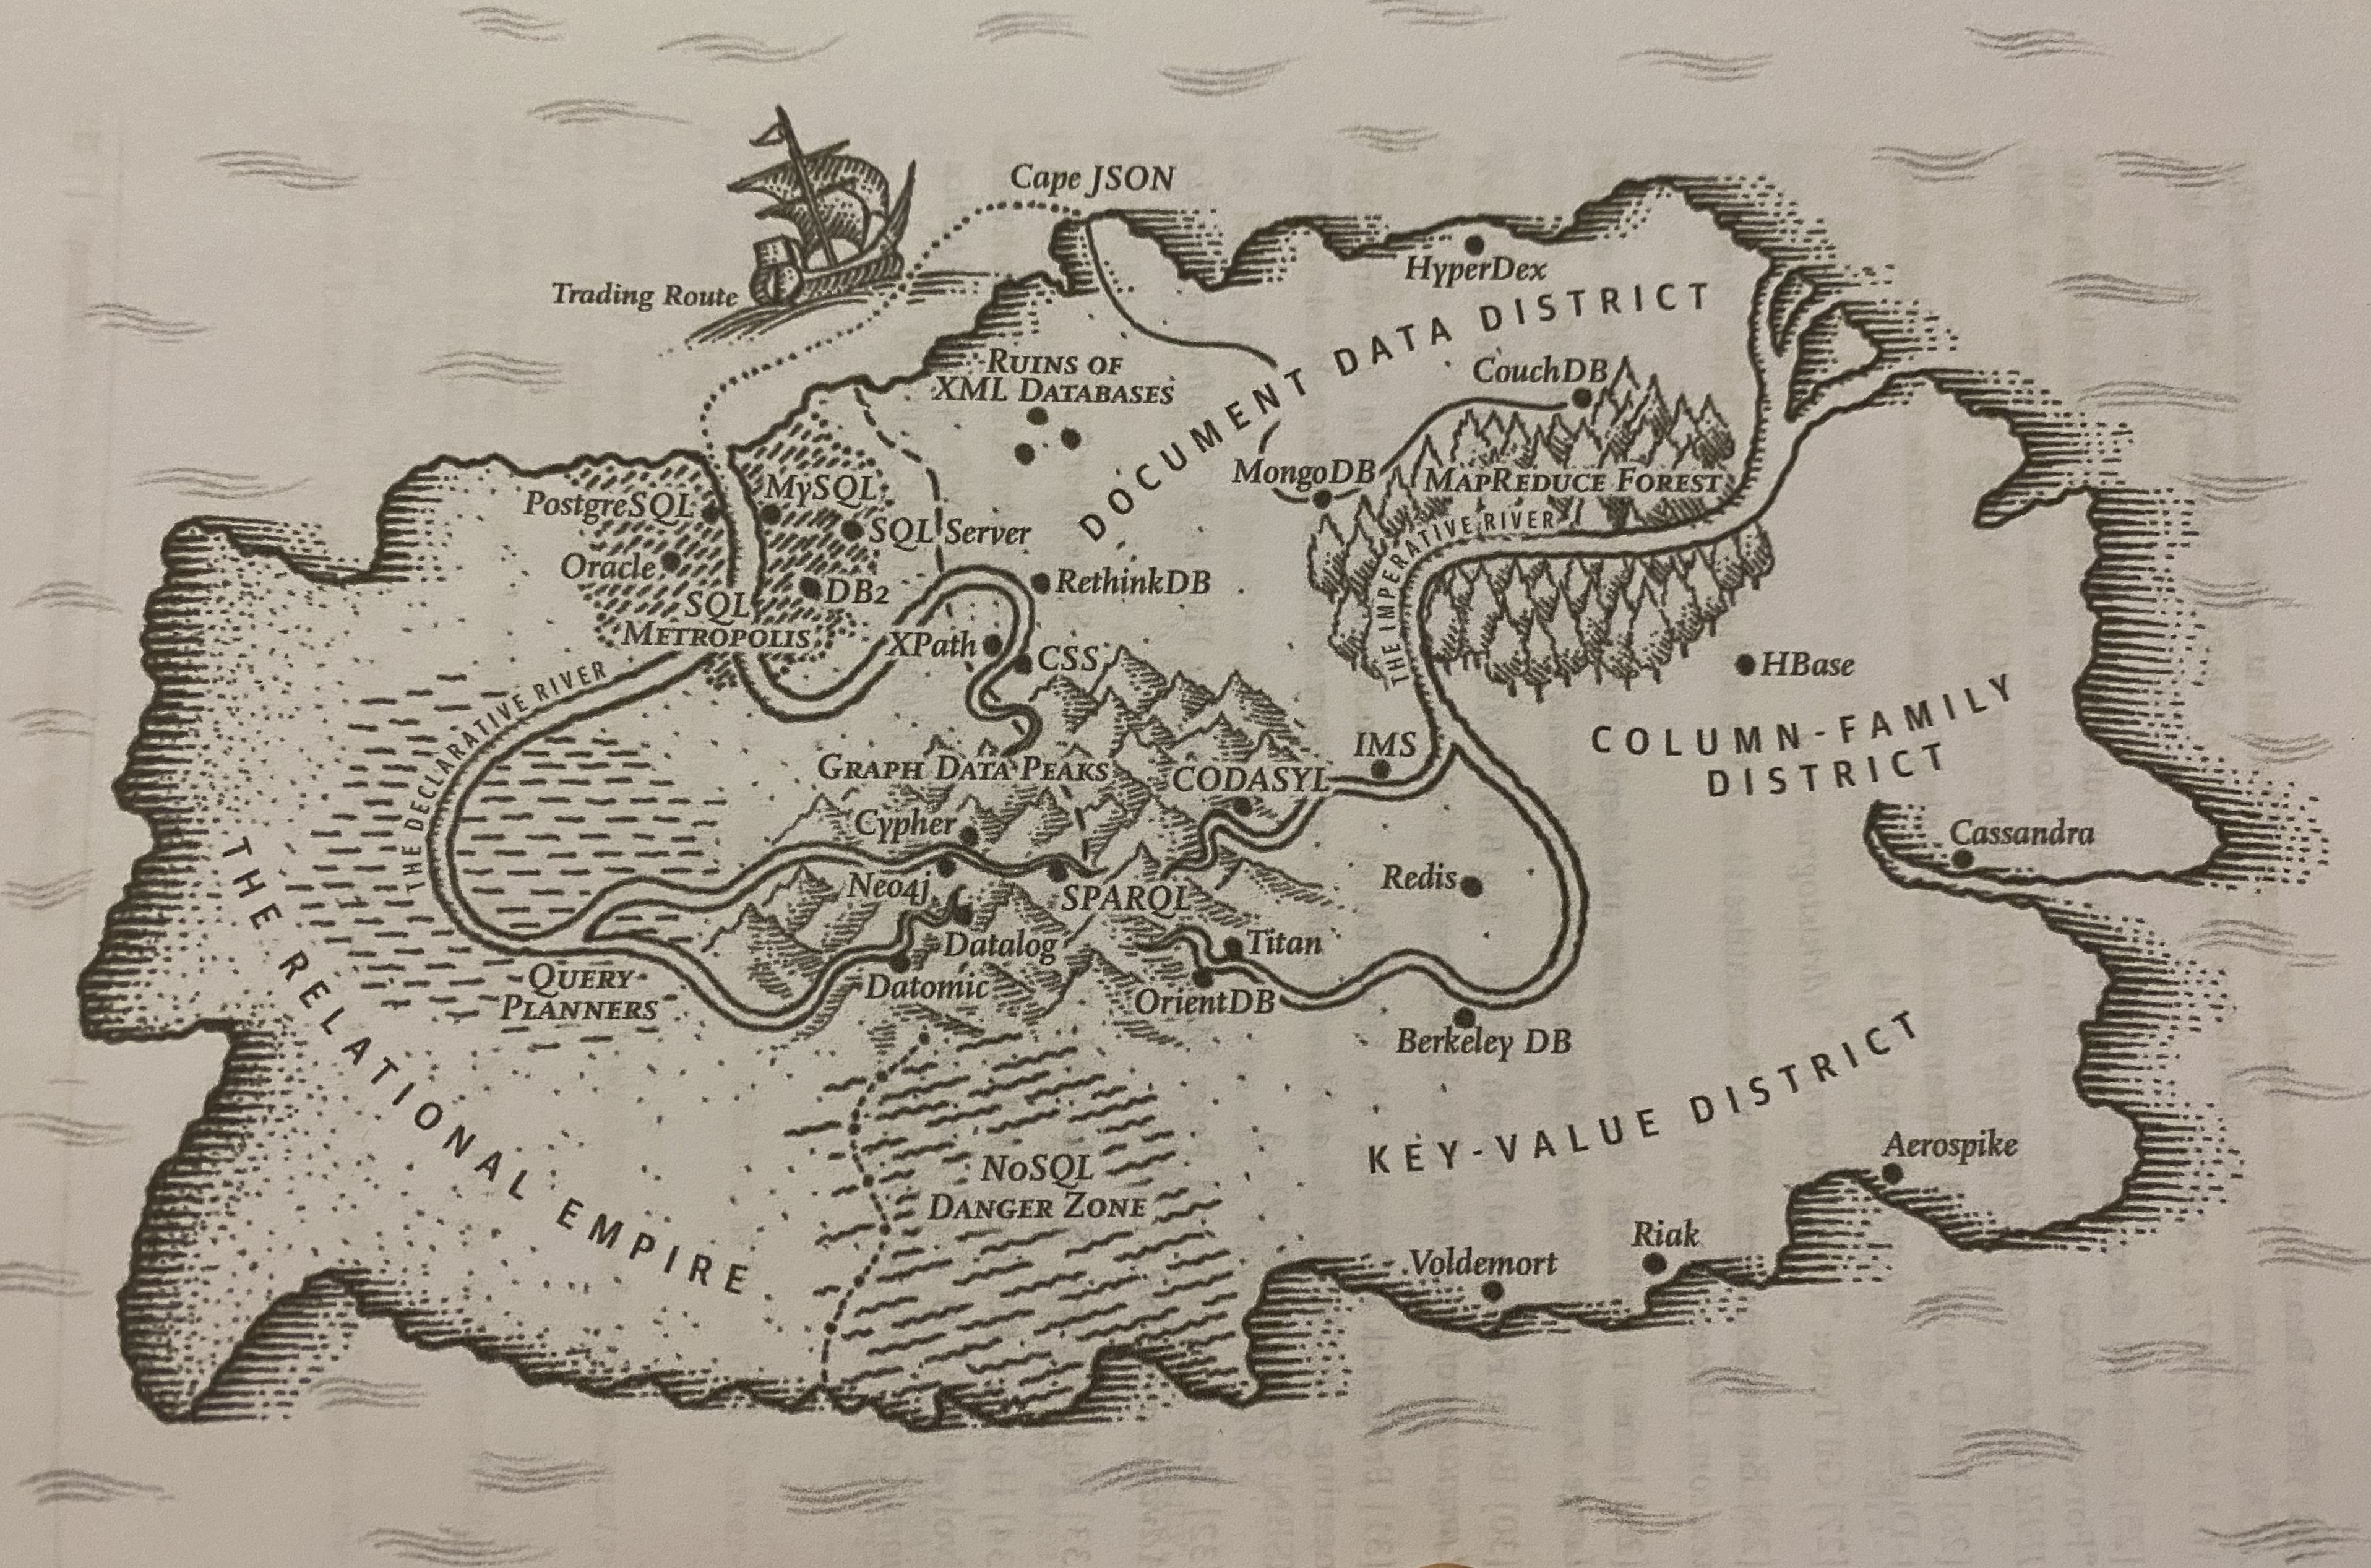 Cape JSON
Trading Route
HyperDex
DOCUMENT DATA DISTRICT
RUINS OF
XML DATABASES
CouchDB
MongoDB
MAPREDUCE FOREST
THE IMPERATIVE RIVER
PostgreSQL
MySQL
SQL Server
Oracle
DB2
SQL
METROPOLIS
RethinkDB
XPath
CSS
HBase
THE DECLARATIVE RIVER
COLUMN-FAMILY
DISTRICT
IMS
GRAPH DATA PEAKS
CODASYL
Cypher
Cassandra
Neo4j
SPARQL
Redis
THE RELATIONAL EMPIRE
Datalog
Titan
QUERY
PLANNERS
Datomic
OrientDB
Berkeley DB
KEY-VALUE DISTRICT
NoSQL
DANGER ZONE
Aerospike
Riak
Voldemort